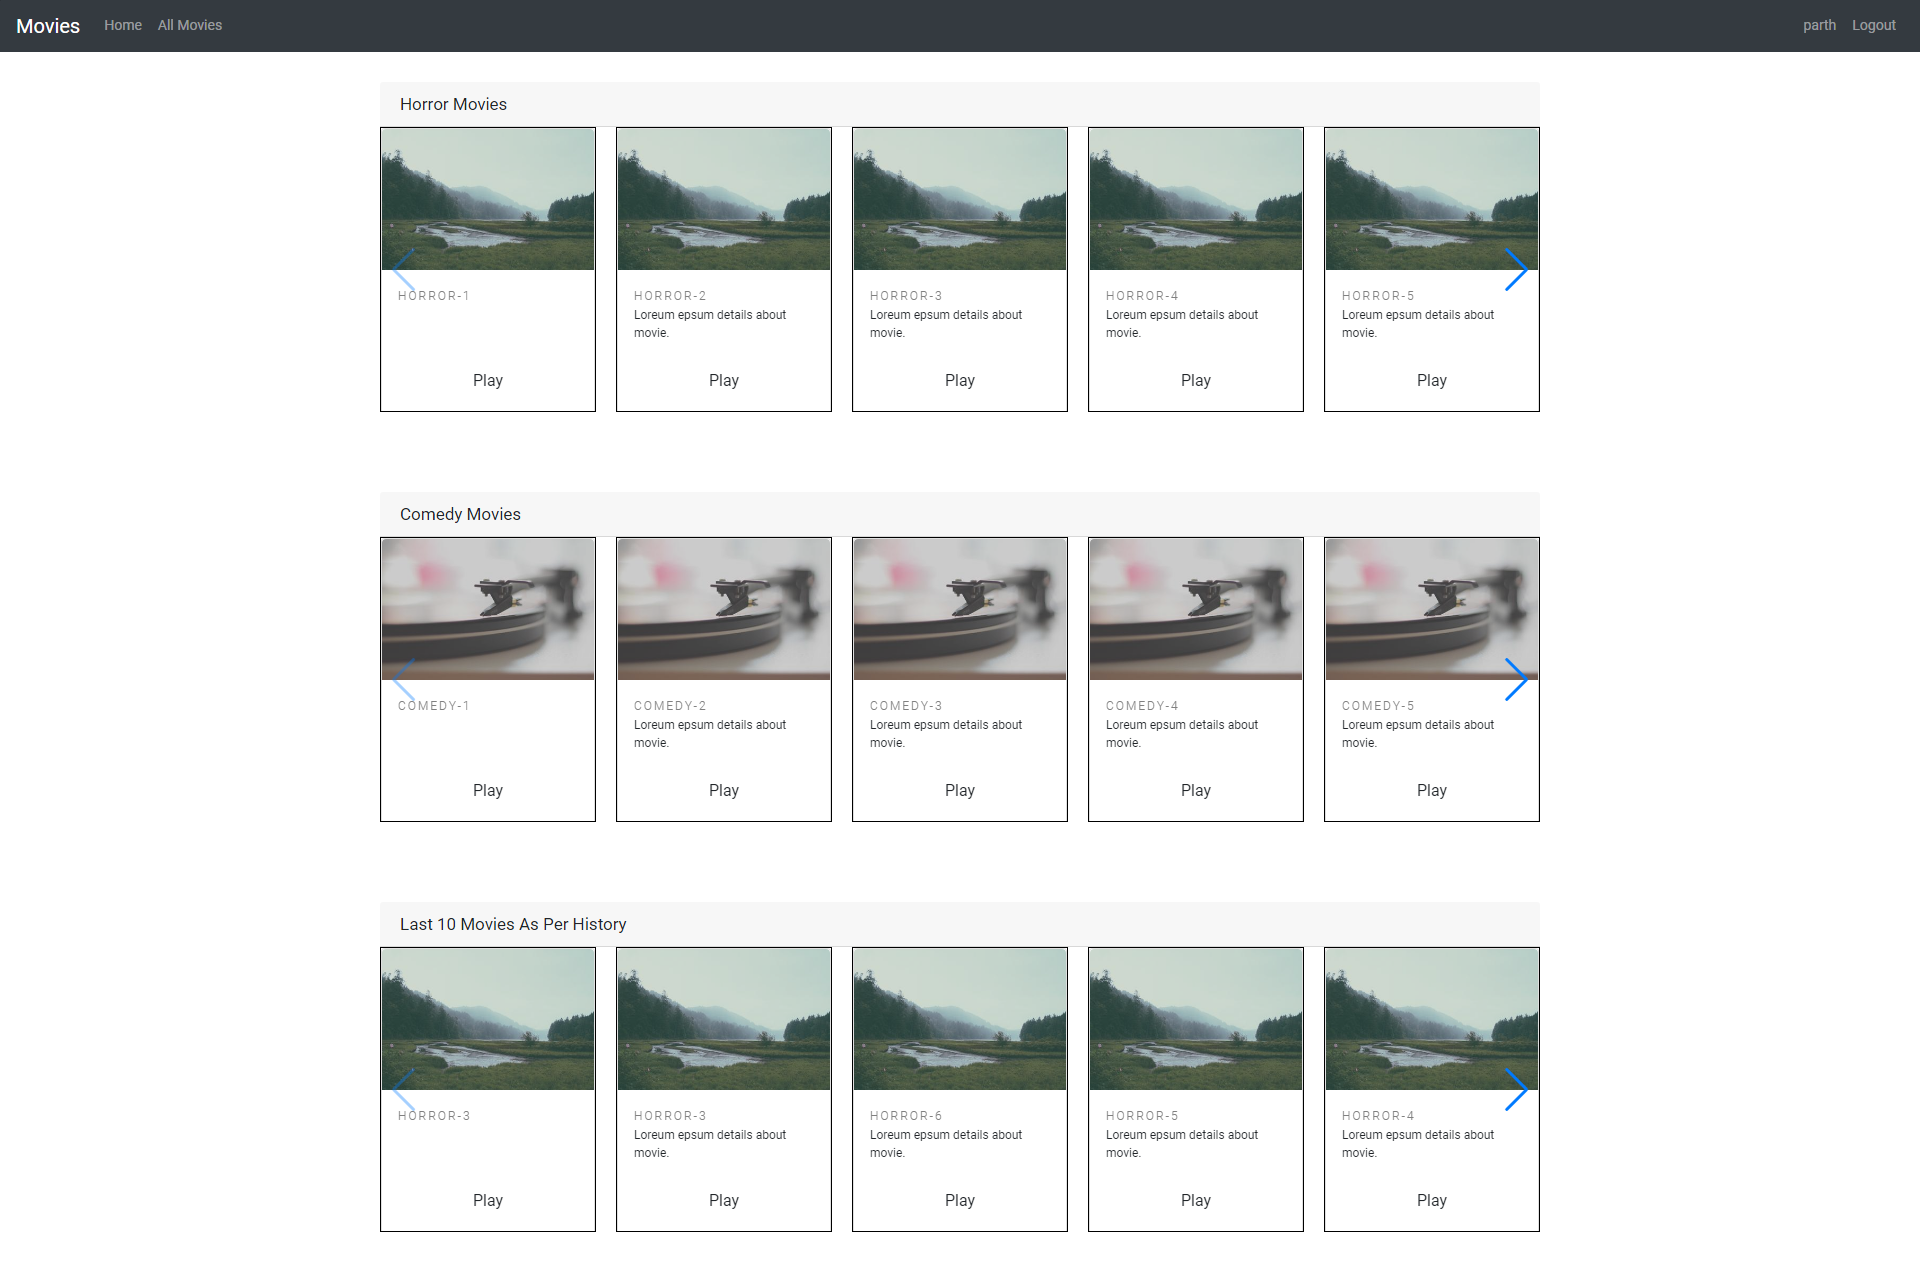 Movies Home All Movies parth Logout
Horror Movies
HORROR-1 HORROR-2 HORROR-3 HORROR-4 HORROR-5
Loreum epsum details about Loreum epsum details about Loreum epsum details about Loreum epsum details about
movie. movie. movie. movie.
Play Play Play Play Play
Comedy Movies
COMEDY-1 COMEDY-2 COMEDY-3 COMEDY-4 COMEDY-5
Loreum epsum details about Loreum epsum details about Loreum epsum details about Loreum epsum details about
movie. movie. movie. movie.
Play Play Play Play Play
Last 10 Movies As Per History
HORROR-3 HORROR-3 HORROR-6 HORROR-5 HORROR-4
Loreum epsum details about Loreum epsum details about Loreum epsum details about Loreum epsum details about
movie. movie. movie. movie.
Play Play Play Play Play